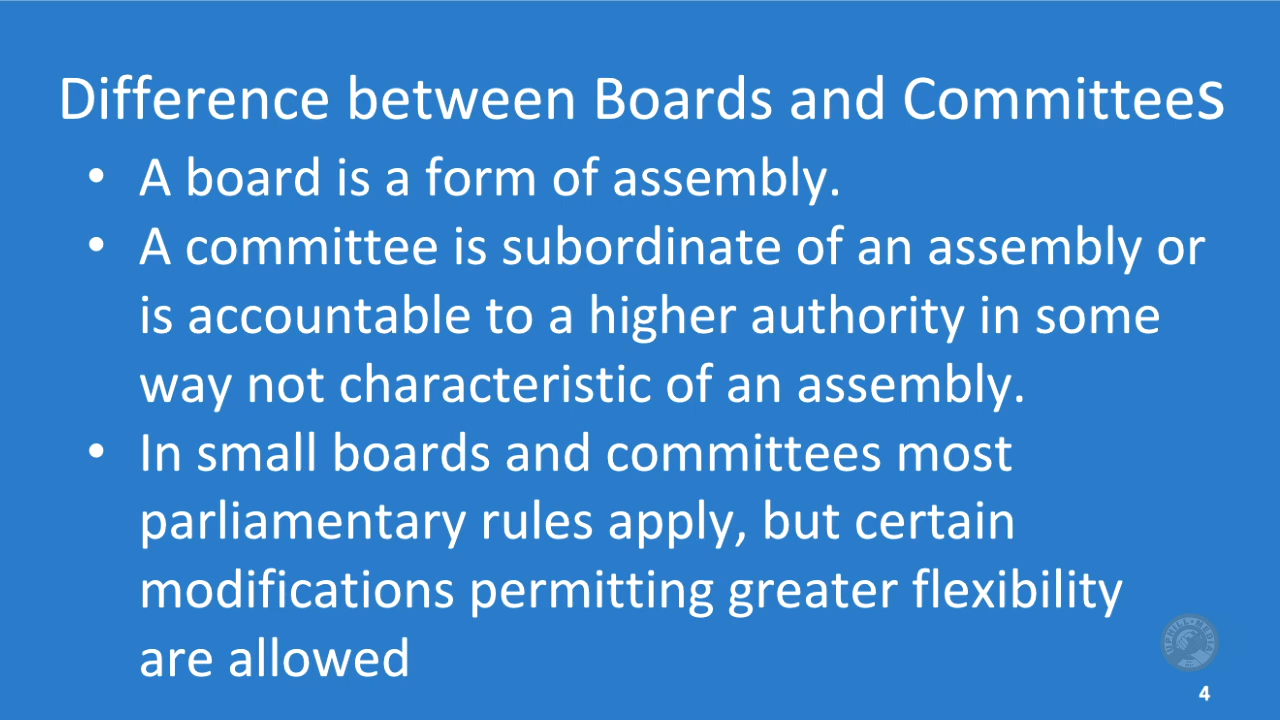 Difference between Boards and Committees
• A board is a form of assembly.
• A committee is subordinate of an assembly or
is accountable to a higher authority in some
way not characteristic of an assembly.
• In small boards and committees most
parliamentary rules apply, but certain
modifications permitting greater flexibility
are allowed
4